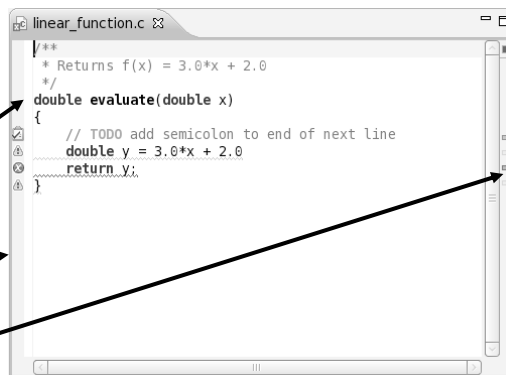 linear_function.c
/**
 * Returns f(x) = 3.0*x + 2.0
 */
double evaluate(double x)
{
    // TODO add semicolon to end of next line
    double y = 3.0*x + 2.0
    return y;
}